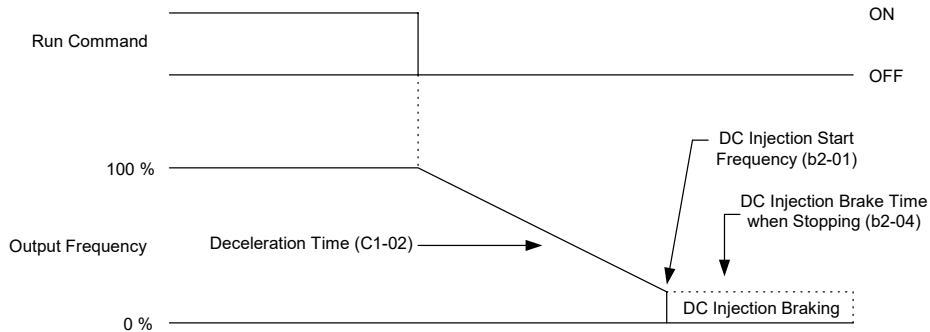 ON
Run Command
OFF
DC Injection Start
Frequency (b2-01)
100 %
DC Injection Brake Time
when Stopping (b2-04)
Output Frequency
Deceleration Time (C1-02)
DC Injection Braking
0 %